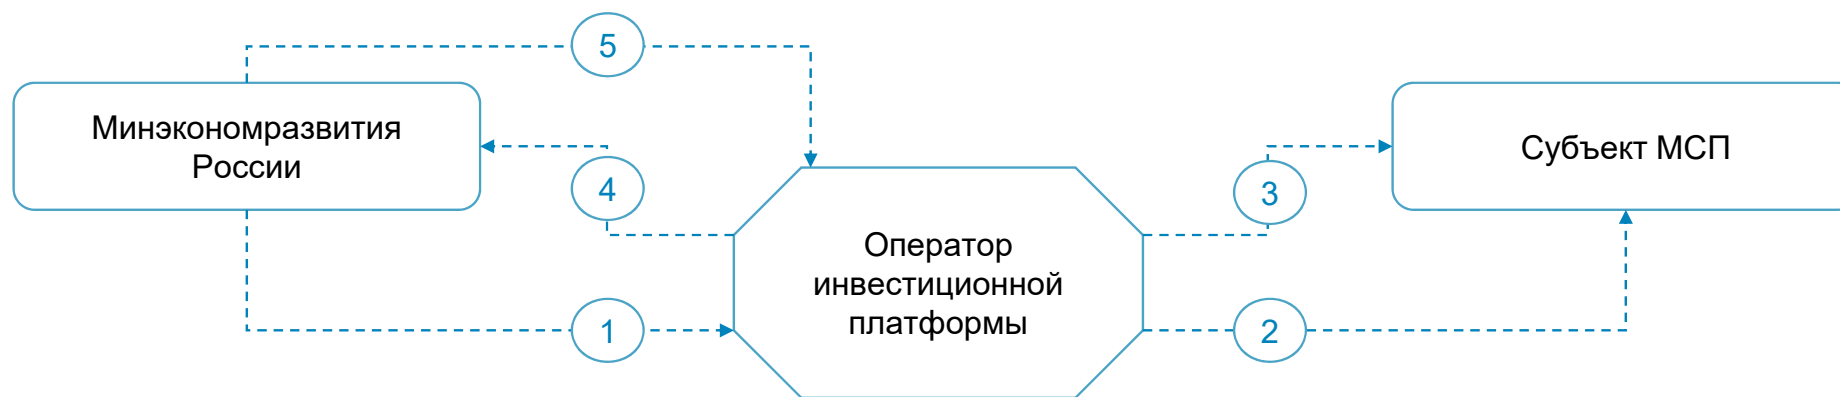 5
Минэкономразвития
России
Субъект МСП
4
3
Оператор
инвестиционной
платформы
1
2